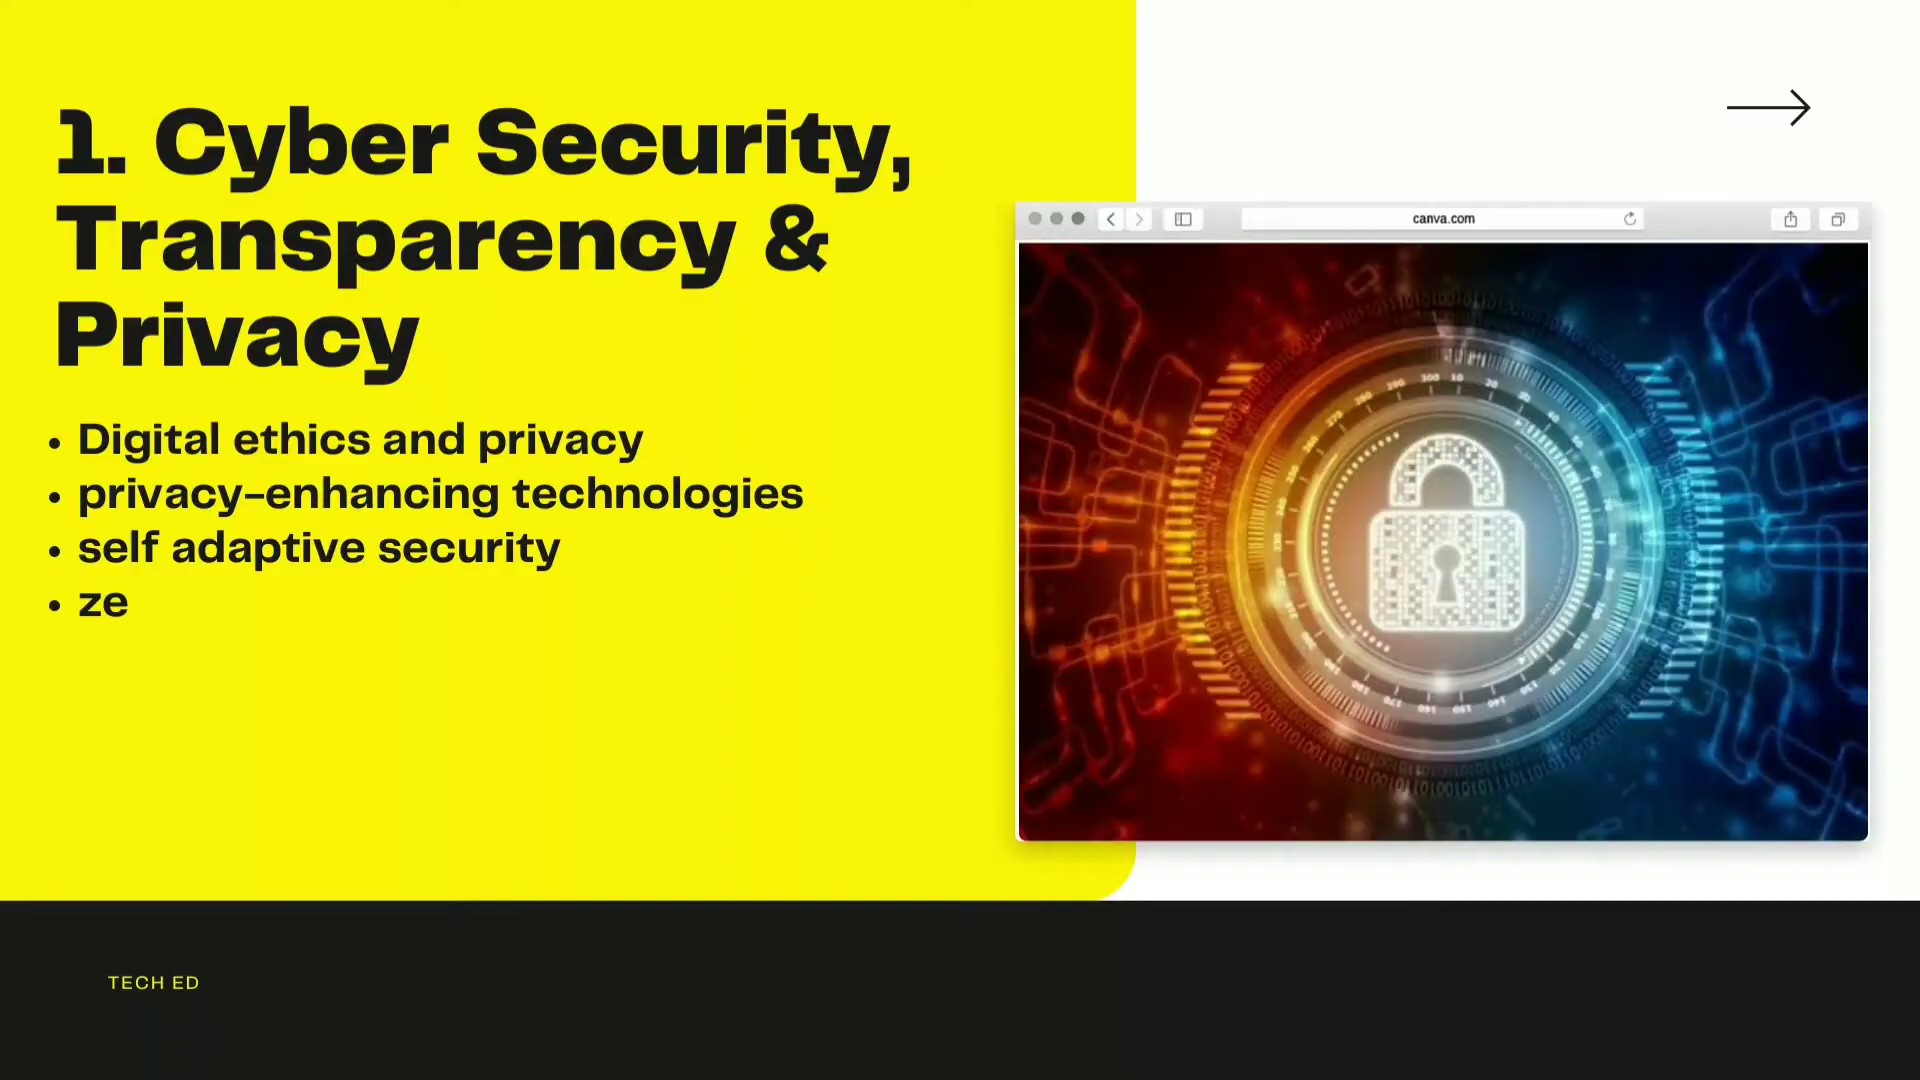 1. Cyber Security,
Transparency &
Privacy
• Digital ethics and privacy
• privacy-enhancing technologies
• self adaptive security
• ze
canva.com
TECH ED